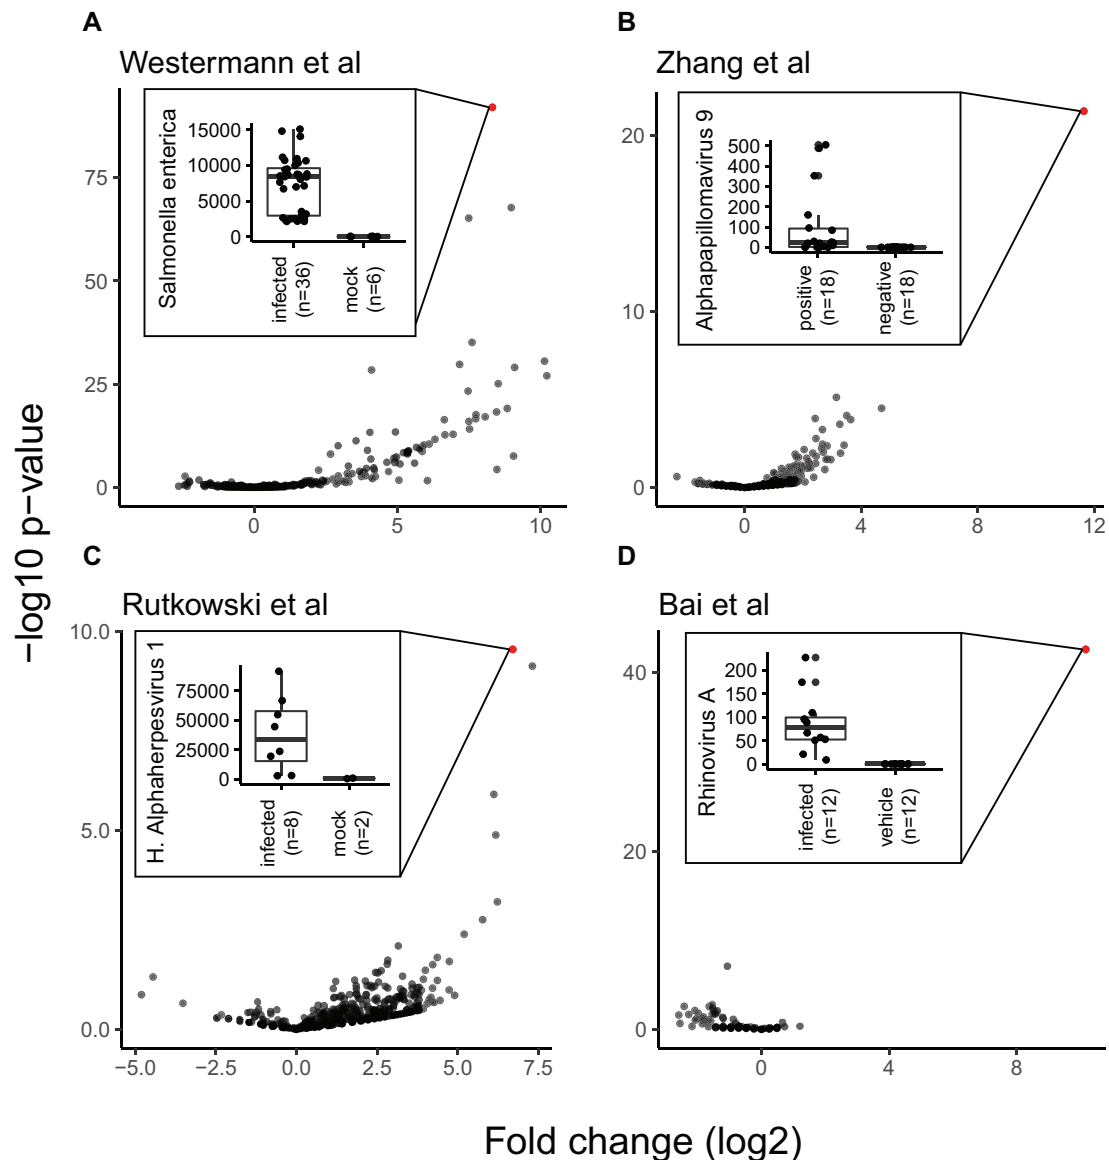 A
Westermann et al
Salmonella enterica
15000
10000
5000
0
infected
(n=36)
mock
(n=6)
75
50
25
0
0
5
10
B
Zhang et al
Alphapapillomavirus 9
500
400
300
200
100
0
positive
(n=18)
negative
(n=18)
20
10
0
0
4
8
12
−log10 p−value
C
Rutkowski et al
H. Alphaherpesvirus 1
75000
50000
25000
0
infected
(n=8)
mock
(n=2)
10.0
5.0
0.0
−5.0
−2.5
0.0
2.5
5.0
7.5
D
Bai et al
Rhinovirus A
200
150
100
50
0
infected
(n=12)
vehicle
(n=12)
40
20
0
0
4
8
Fold change (log2)